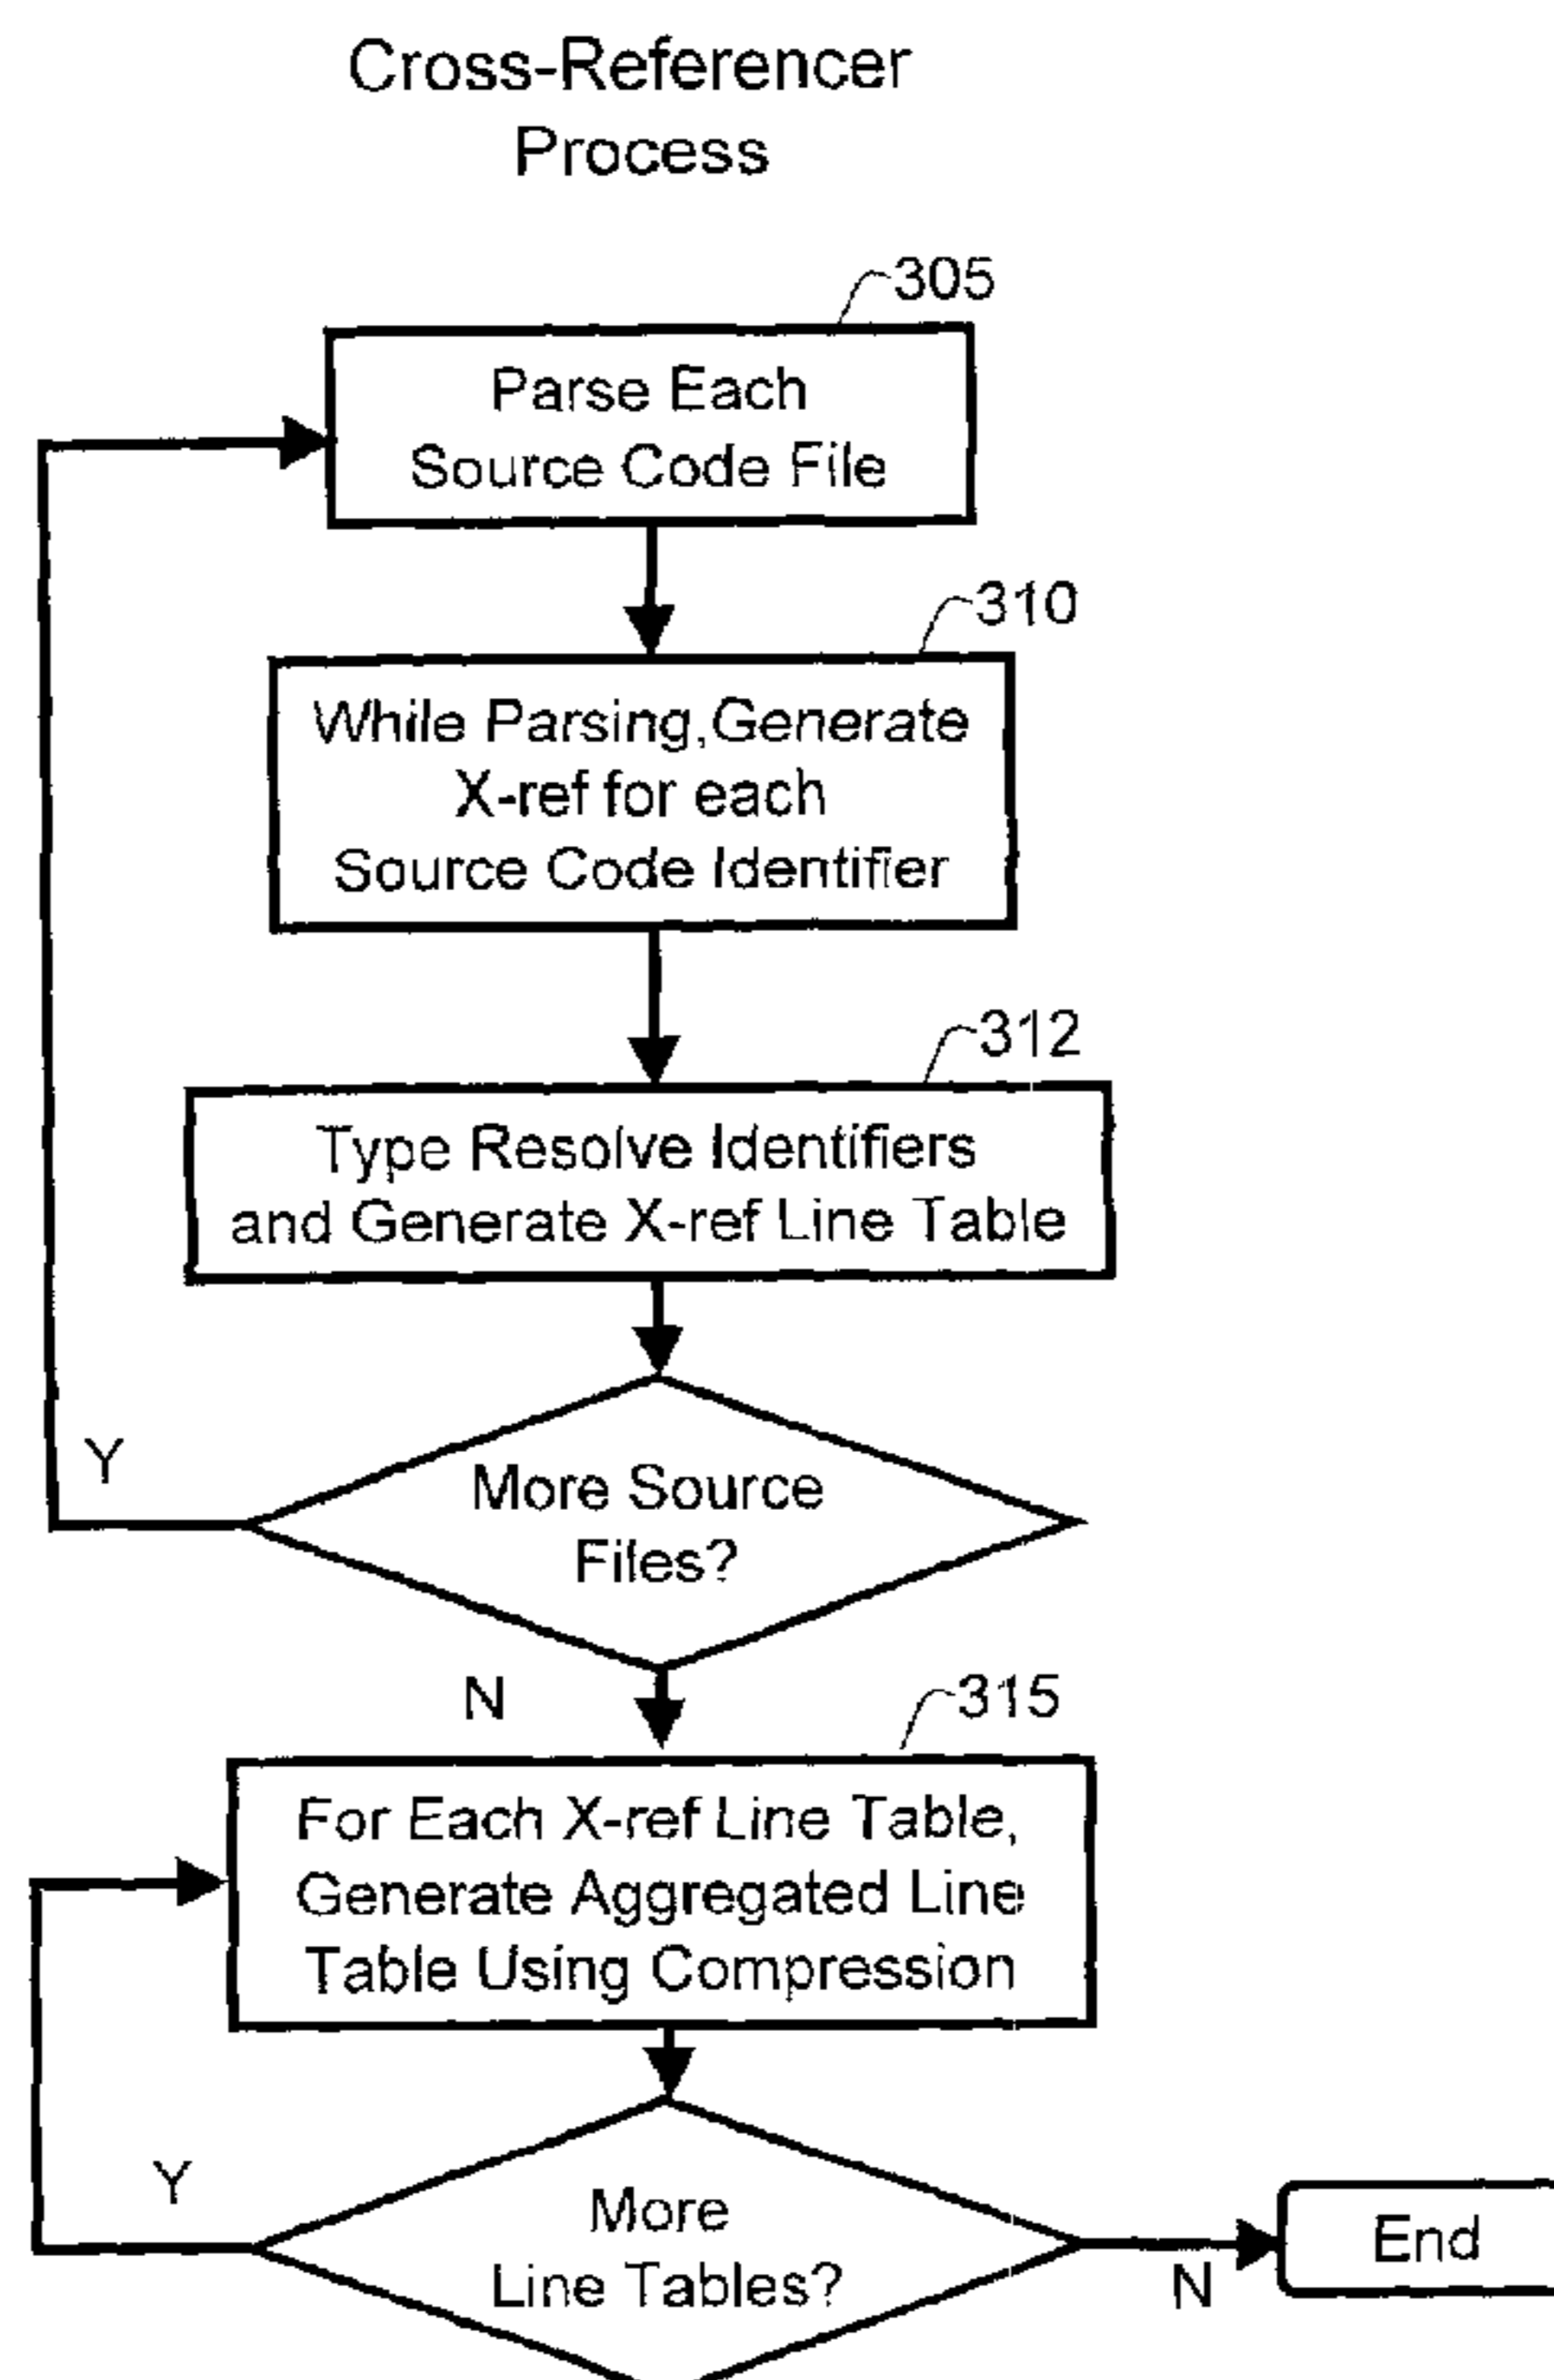 Cross-Referencer
Process
305
Parse Each
Source Code File
310
While Parsing,Generate
X-ref for each
Source Code Identifier
312
Type Resolve Identifiers
and Generate X-ref Line Table
Y
More Source
Files?
N
315
For Each X-ref Line Table,
Generate Aggregated Line
Table Using Compression
Y
More
Line Tables?
N
End